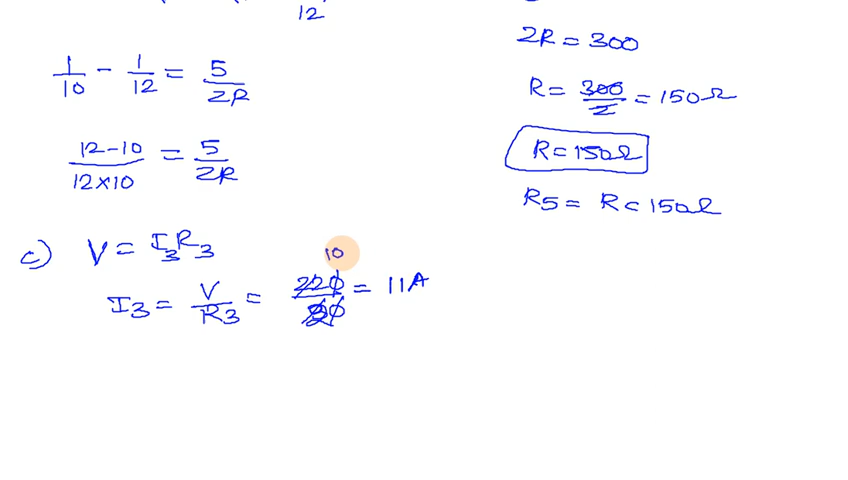 12
1/10 - 1/12 = 5/2R
12-10/12×10 = 5/2R
2R = 300
R = 300/2 = 150Ω
R = 150Ω
R5 = R = 150Ω
c) V = I3R3
10
I3 = V/R3 = 220/20 = 11A